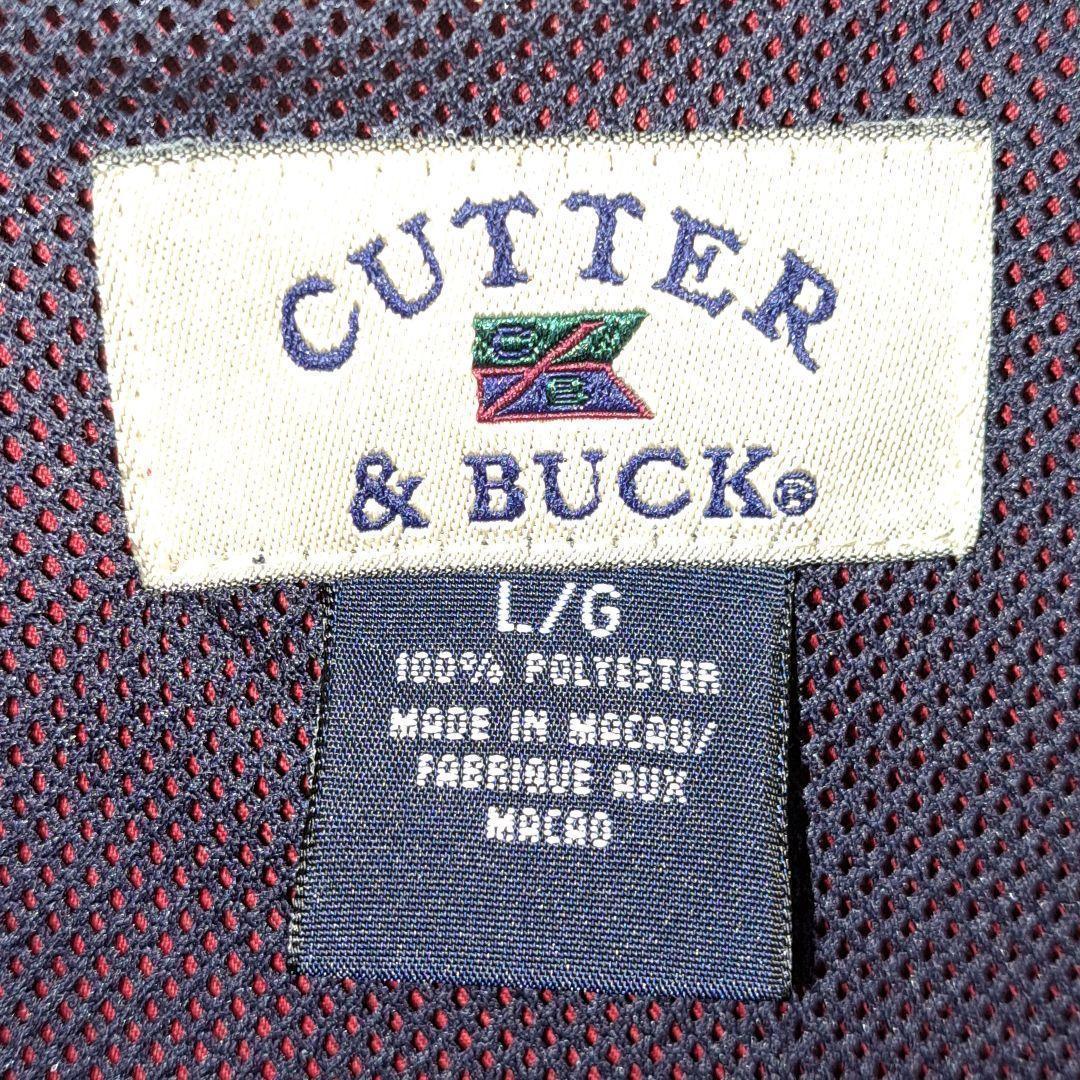 CUTTER
C
B
& BUCK®
L/G
100% POLYESTER
MADE IN MACAU/
FABRIQUE AUX
MACAO